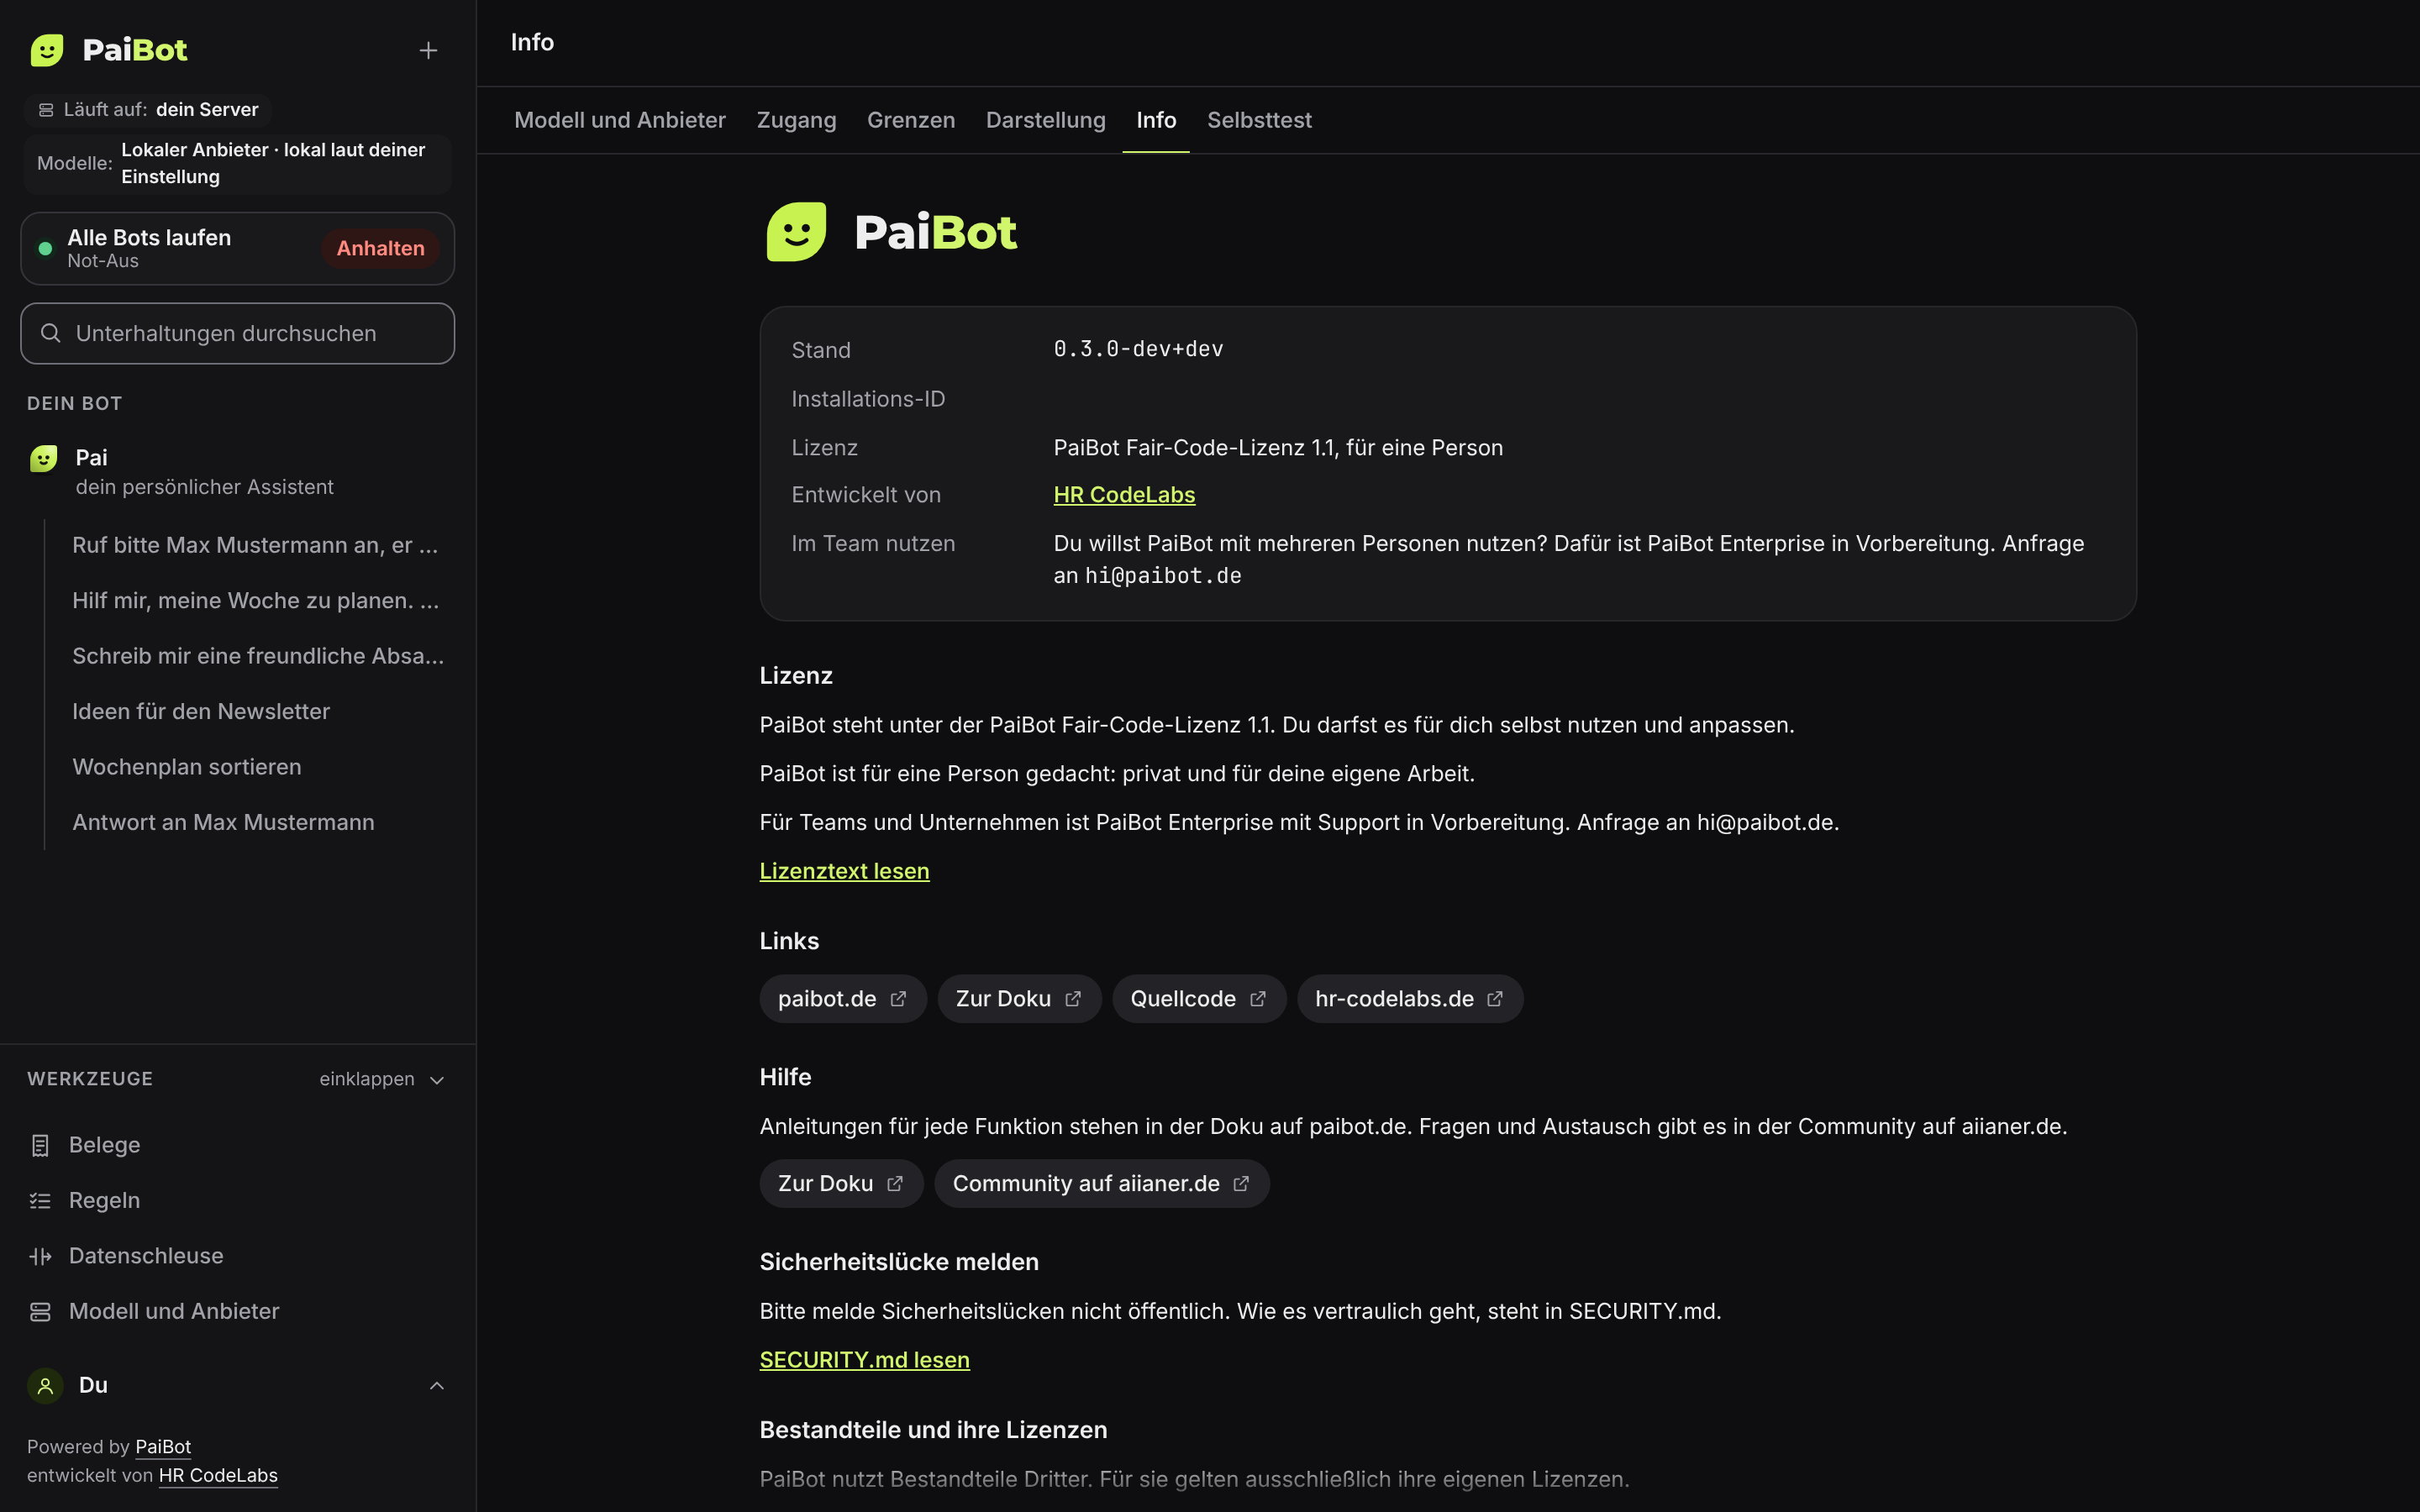 PaiBot
Läuft auf: dein Server
Modelle: Lokaler Anbieter · lokal laut deiner
Einstellung
Alle Bots laufen
Not-Aus
Anhalten
Unterhaltungen durchsuchen
DEIN BOT
Pai
dein persönlicher Assistent
Ruf bitte Max Mustermann an, er ...
Hilf mir, meine Woche zu planen. ...
Schreib mir eine freundliche Absa...
Ideen für den Newsletter
Wochenplan sortieren
Antwort an Max Mustermann
WERKZEUGE einklappen
Belege
Regeln
Datenschleuse
Modell und Anbieter
Du
Powered by PaiBot
entwickelt von HR CodeLabs
Info
Modell und Anbieter Zugang Grenzen Darstellung Info Selbsttest
PaiBot
Stand 0.3.0-dev+dev
Installations-ID
Lizenz PaiBot Fair-Code-Lizenz 1.1, für eine Person
Entwickelt von HR CodeLabs
Im Team nutzen Du willst PaiBot mit mehreren Personen nutzen? Dafür ist PaiBot Enterprise in Vorbereitung. Anfrage
an hi@paibot.de
Lizenz
PaiBot steht unter der PaiBot Fair-Code-Lizenz 1.1. Du darfst es für dich selbst nutzen und anpassen.
PaiBot ist für eine Person gedacht: privat und für deine eigene Arbeit.
Für Teams und Unternehmen ist PaiBot Enterprise mit Support in Vorbereitung. Anfrage an hi@paibot.de.
Lizenztext lesen
Links
paibot.de Zur Doku Quellcode hr-codelabs.de
Hilfe
Anleitungen für jede Funktion stehen in der Doku auf paibot.de. Fragen und Austausch gibt es in der Community auf aiianer.de.
Zur Doku Community auf aiianer.de
Sicherheitslücke melden
Bitte melde Sicherheitslücken nicht öffentlich. Wie es vertraulich geht, steht in SECURITY.md.
SECURITY.md lesen
Bestandteile und ihre Lizenzen
PaiBot nutzt Bestandteile Dritter. Für sie gelten ausschließlich ihre eigenen Lizenzen.